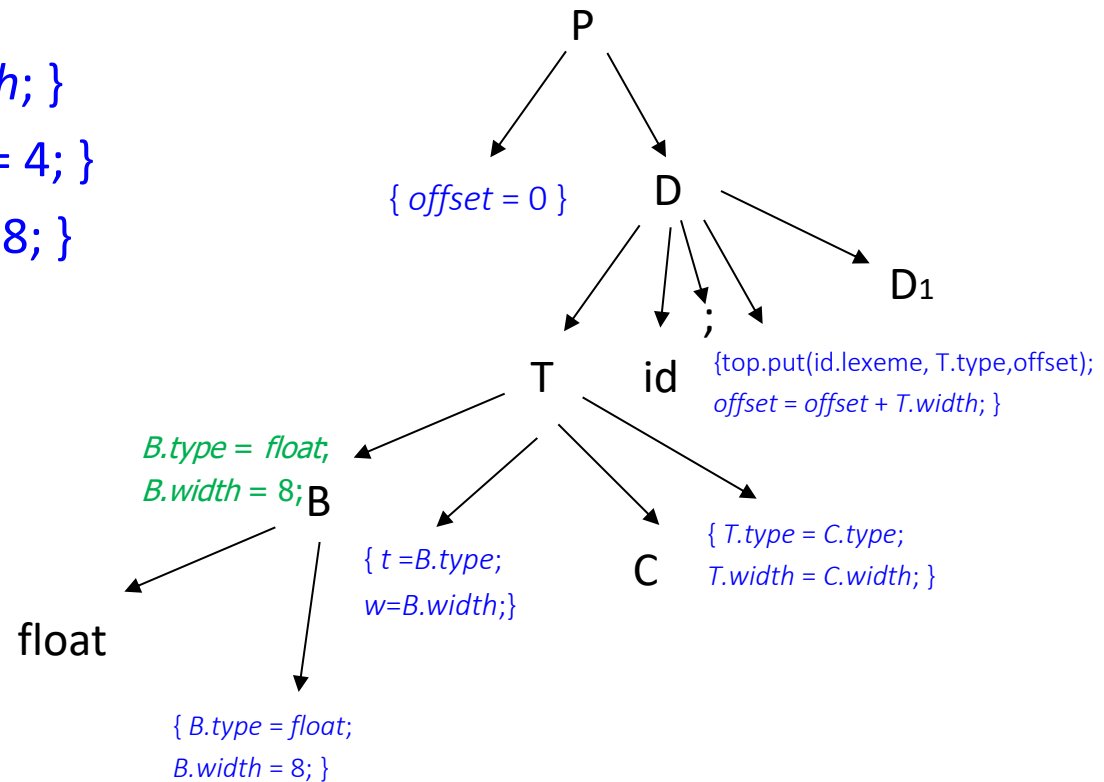 P
h; }
= 4; }
8; }
{ offset = 0 }
D
D1
;
T
id
{top.put(id.lexeme, T.type,offset);
offset = offset + T.width; }
B.type = float;
B.width = 8;
B
{ t =B.type;
w=B.width;}
C
{ T.type = C.type;
T.width = C.width; }
float
{ B.type = float;
B.width = 8; }